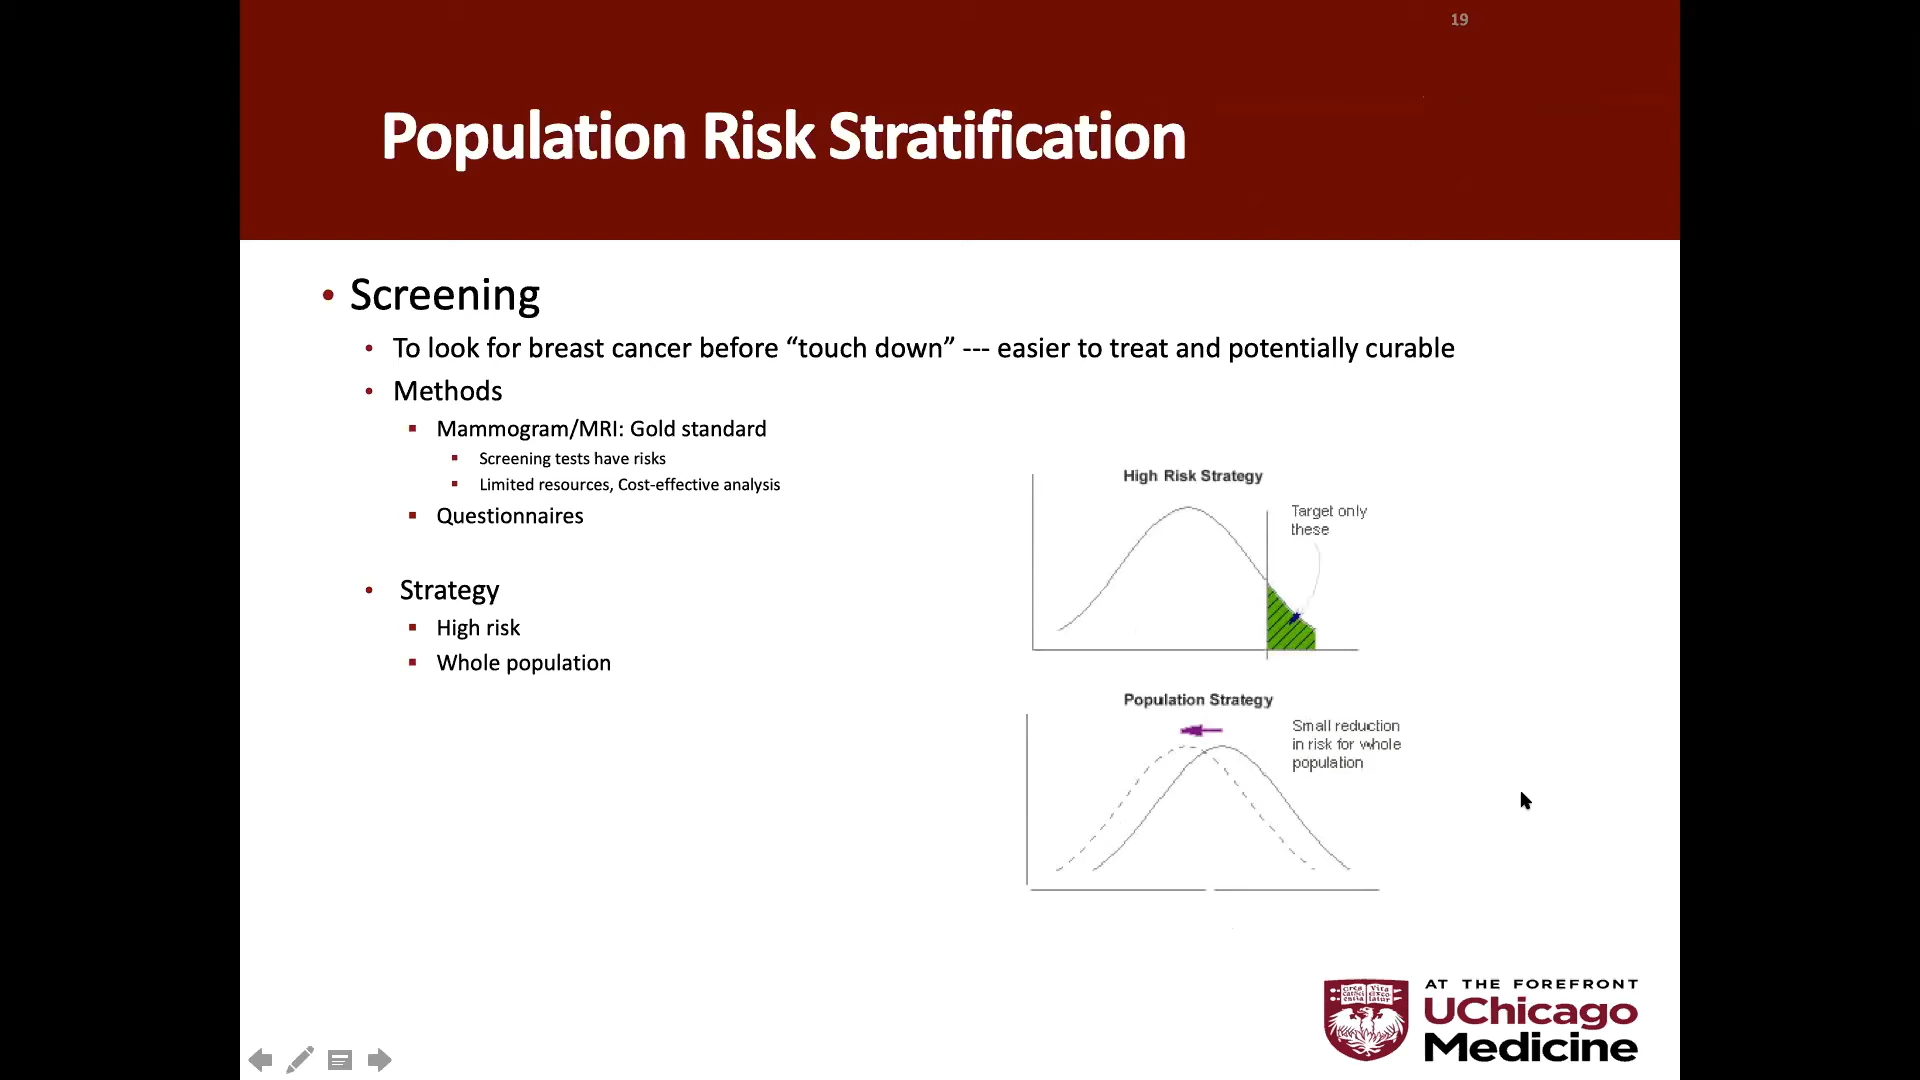 19
Population Risk Stratification
• Screening
• To look for breast cancer before “touch down” --- easier to treat and potentially curable
• Methods
▪ Mammogram/MRI: Gold standard
▪ Screening tests have risks
▪ Limited resources, Cost-effective analysis
▪ Questionnaires
• Strategy
▪ High risk
▪ Whole population
High Risk Strategy
Target only
these
Population Strategy
Small reduction
in risk for whole
population
AT THE FOREFRONT
UChicago
Medicine